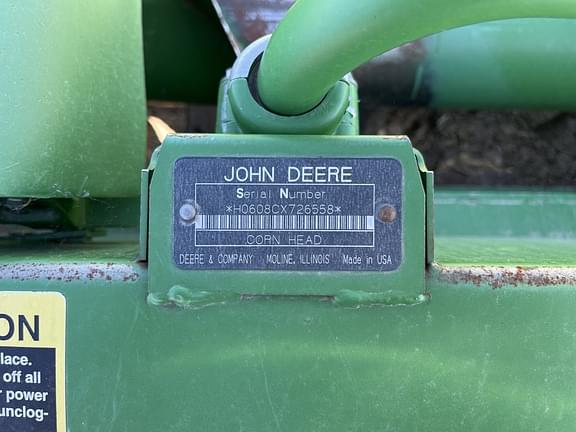 JOHN DEERE
Serial Number
*H0608CX726558*
CORN HEAD
DEERE & COMPANY MOLINE, ILLINOIS Made in USA
ON
lace.
off all
power
unclog-